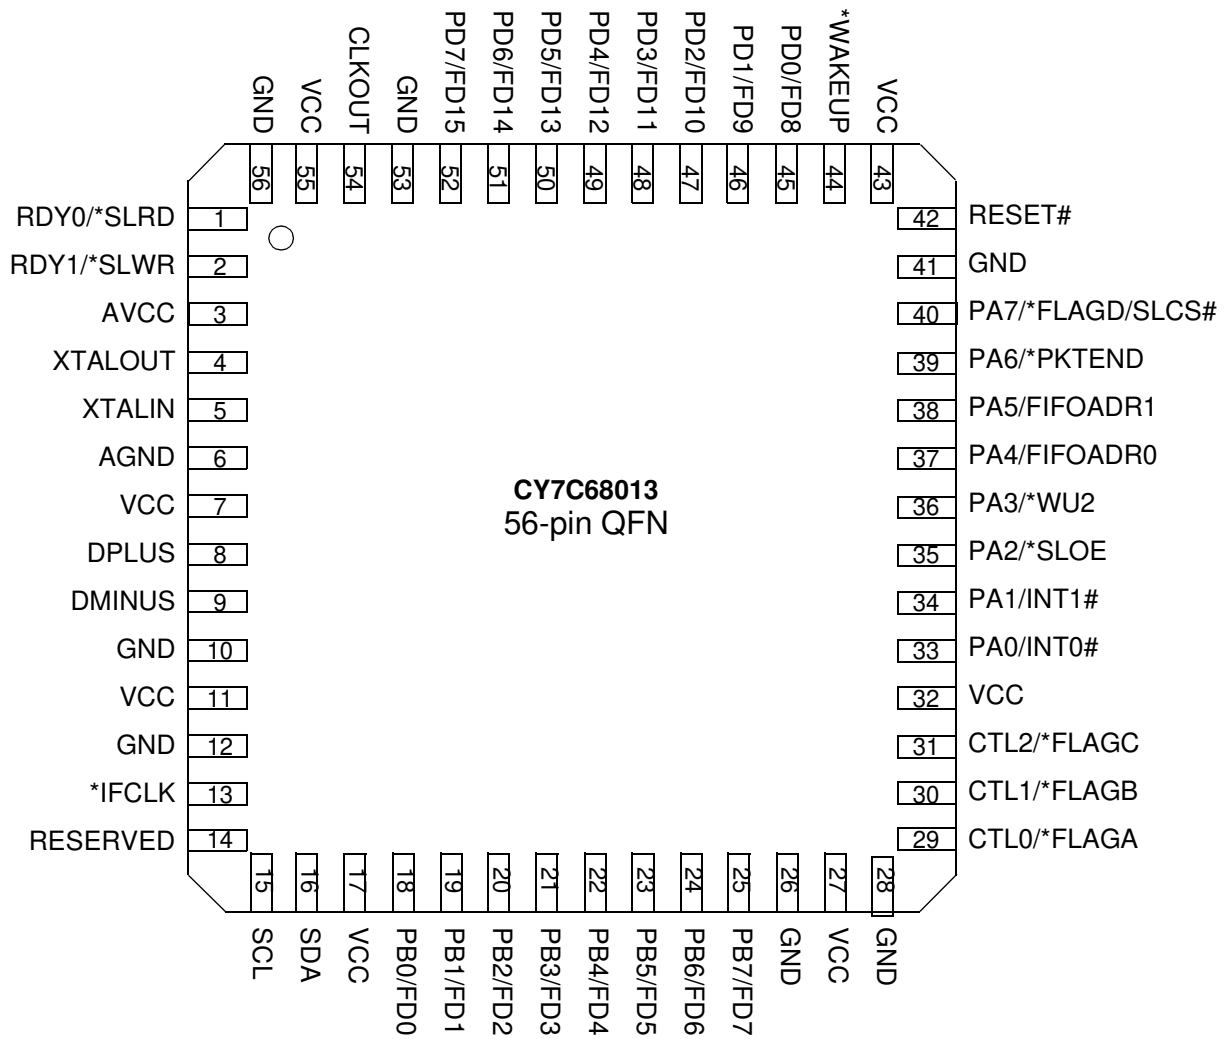 GND
VCC
CLKOUT
GND
PD7/FD15
PD6/FD14
PD5/FD13
PD4/FD12
PD3/FD11
PD2/FD10
PD1/FD9
PD0/FD8
*WAKEUP
VCC
56
55
54
53
52
51
50
49
48
47
46
45
44
43
RDY0/*SLRD 1
RDY1/*SLWR 2
AVCC 3
XTALOUT 4
XTALIN 5
AGND 6
VCC 7
DPLUS 8
DMINUS 9
GND 10
VCC 11
GND 12
*IFCLK 13
RESERVED 14
CY7C68013
56-pin QFN
42 RESET#
41 GND
40 PA7/*FLAGD/SLCS#
39 PA6/*PKTEND
38 PA5/FIFOADR1
37 PA4/FIFOADR0
36 PA3/*WU2
35 PA2/*SLOE
34 PA1/INT1#
33 PA0/INT0#
32 VCC
31 CTL2/*FLAGC
30 CTL1/*FLAGB
29 CTL0/*FLAGA
15
16
17
18
19
20
21
22
23
24
25
26
27
28
SCL
SDA
VCC
PB0/FD0
PB1/FD1
PB2/FD2
PB3/FD3
PB4/FD4
PB5/FD5
PB6/FD6
PB7/FD7
GND
VCC
GND